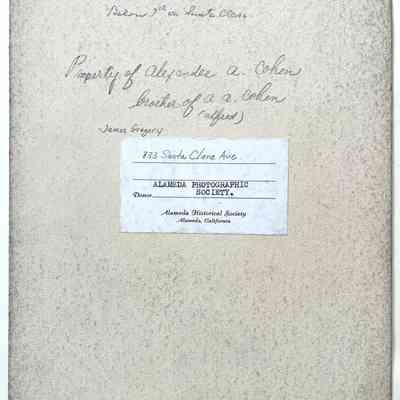 Below 9th on Santa Clara
Property of Alexander A. Cohen
brother of A. A. Cohen
(Alfred)
James Gregory
833 Santa Clara Ave.
ALAMEDA PHOTOGRAPHIC
Donor SOCIETY.
Alameda Historical Society
Alameda, California